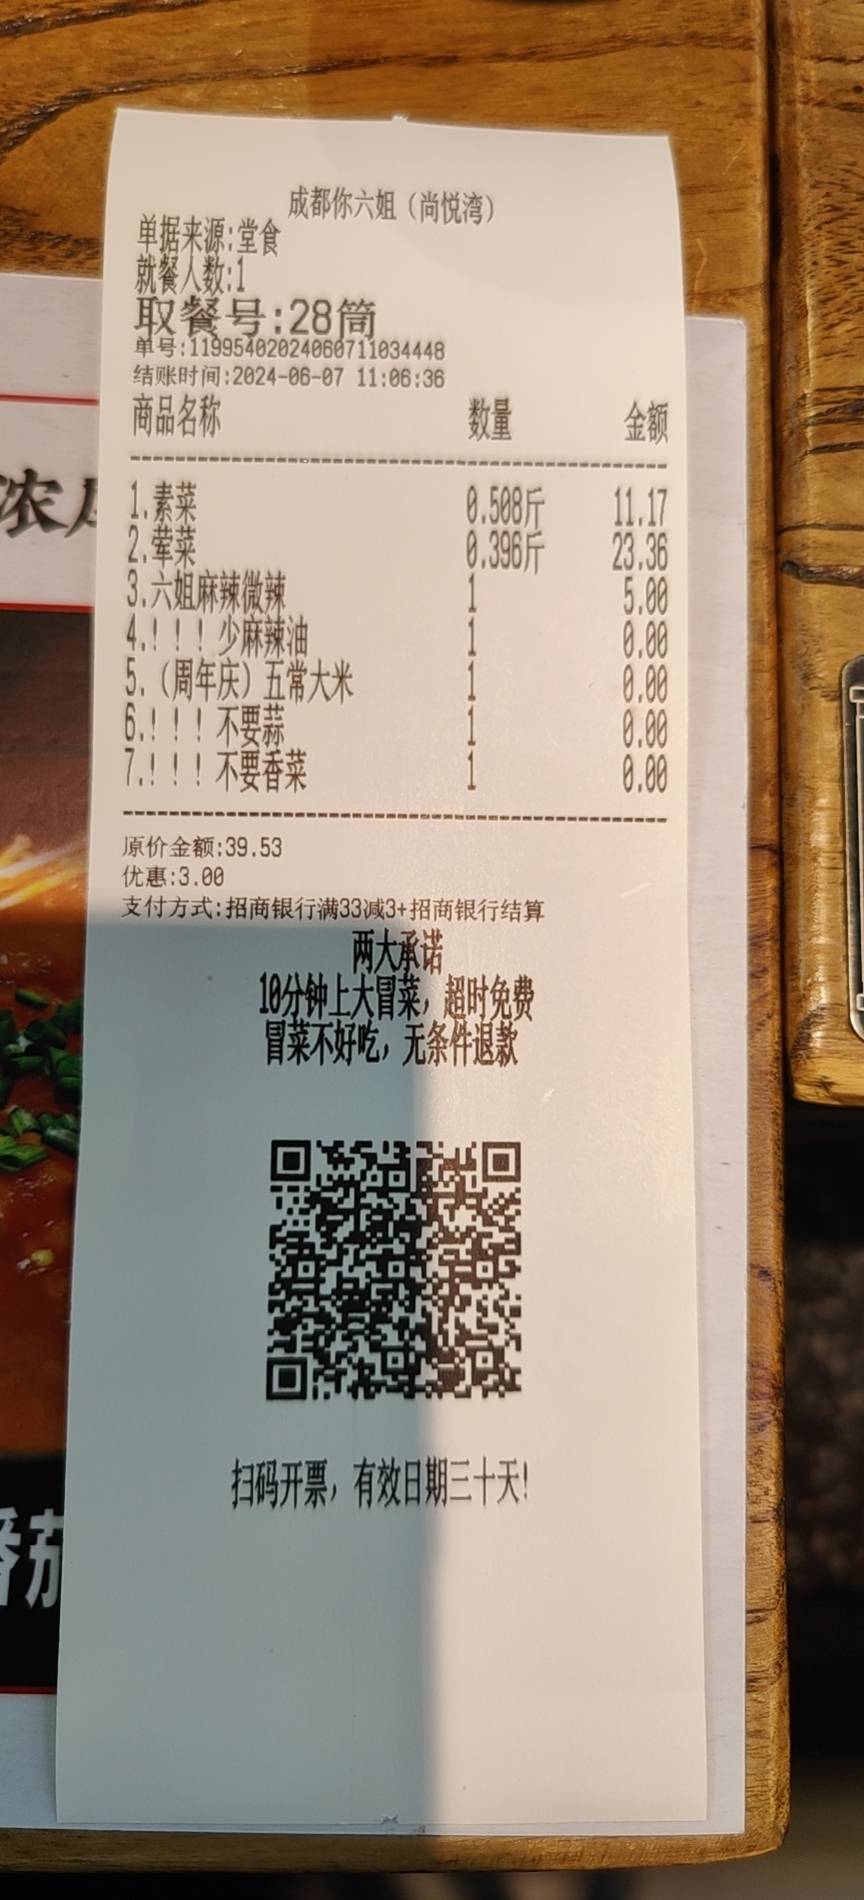 成都你六姐（尚悦湾）
单据来源:堂食
就餐人数:1
取餐号:28筒
单号:11995402024060711034448
结账时间:2024-06-07 11:06:36
商品名称 数量 金额
1.素菜 0.508斤 11.17
2.荤菜 0.396斤 23.36
3.六姐麻辣微辣 1 5.00
4.！！！少麻辣油 1 0.00
5.（周年庆）五常大米 1 0.00
6.！！！不要蒜 1 0.00
7.！！！不要香菜 1 0.00
原价金额:39.53
优惠:3.00
支付方式:招商银行满33减3+招商银行结算
两大承诺
10分钟上大冒菜，超时免费
冒菜不好吃，无条件退款
扫码开票，有效日期三十天!
浓
番茄